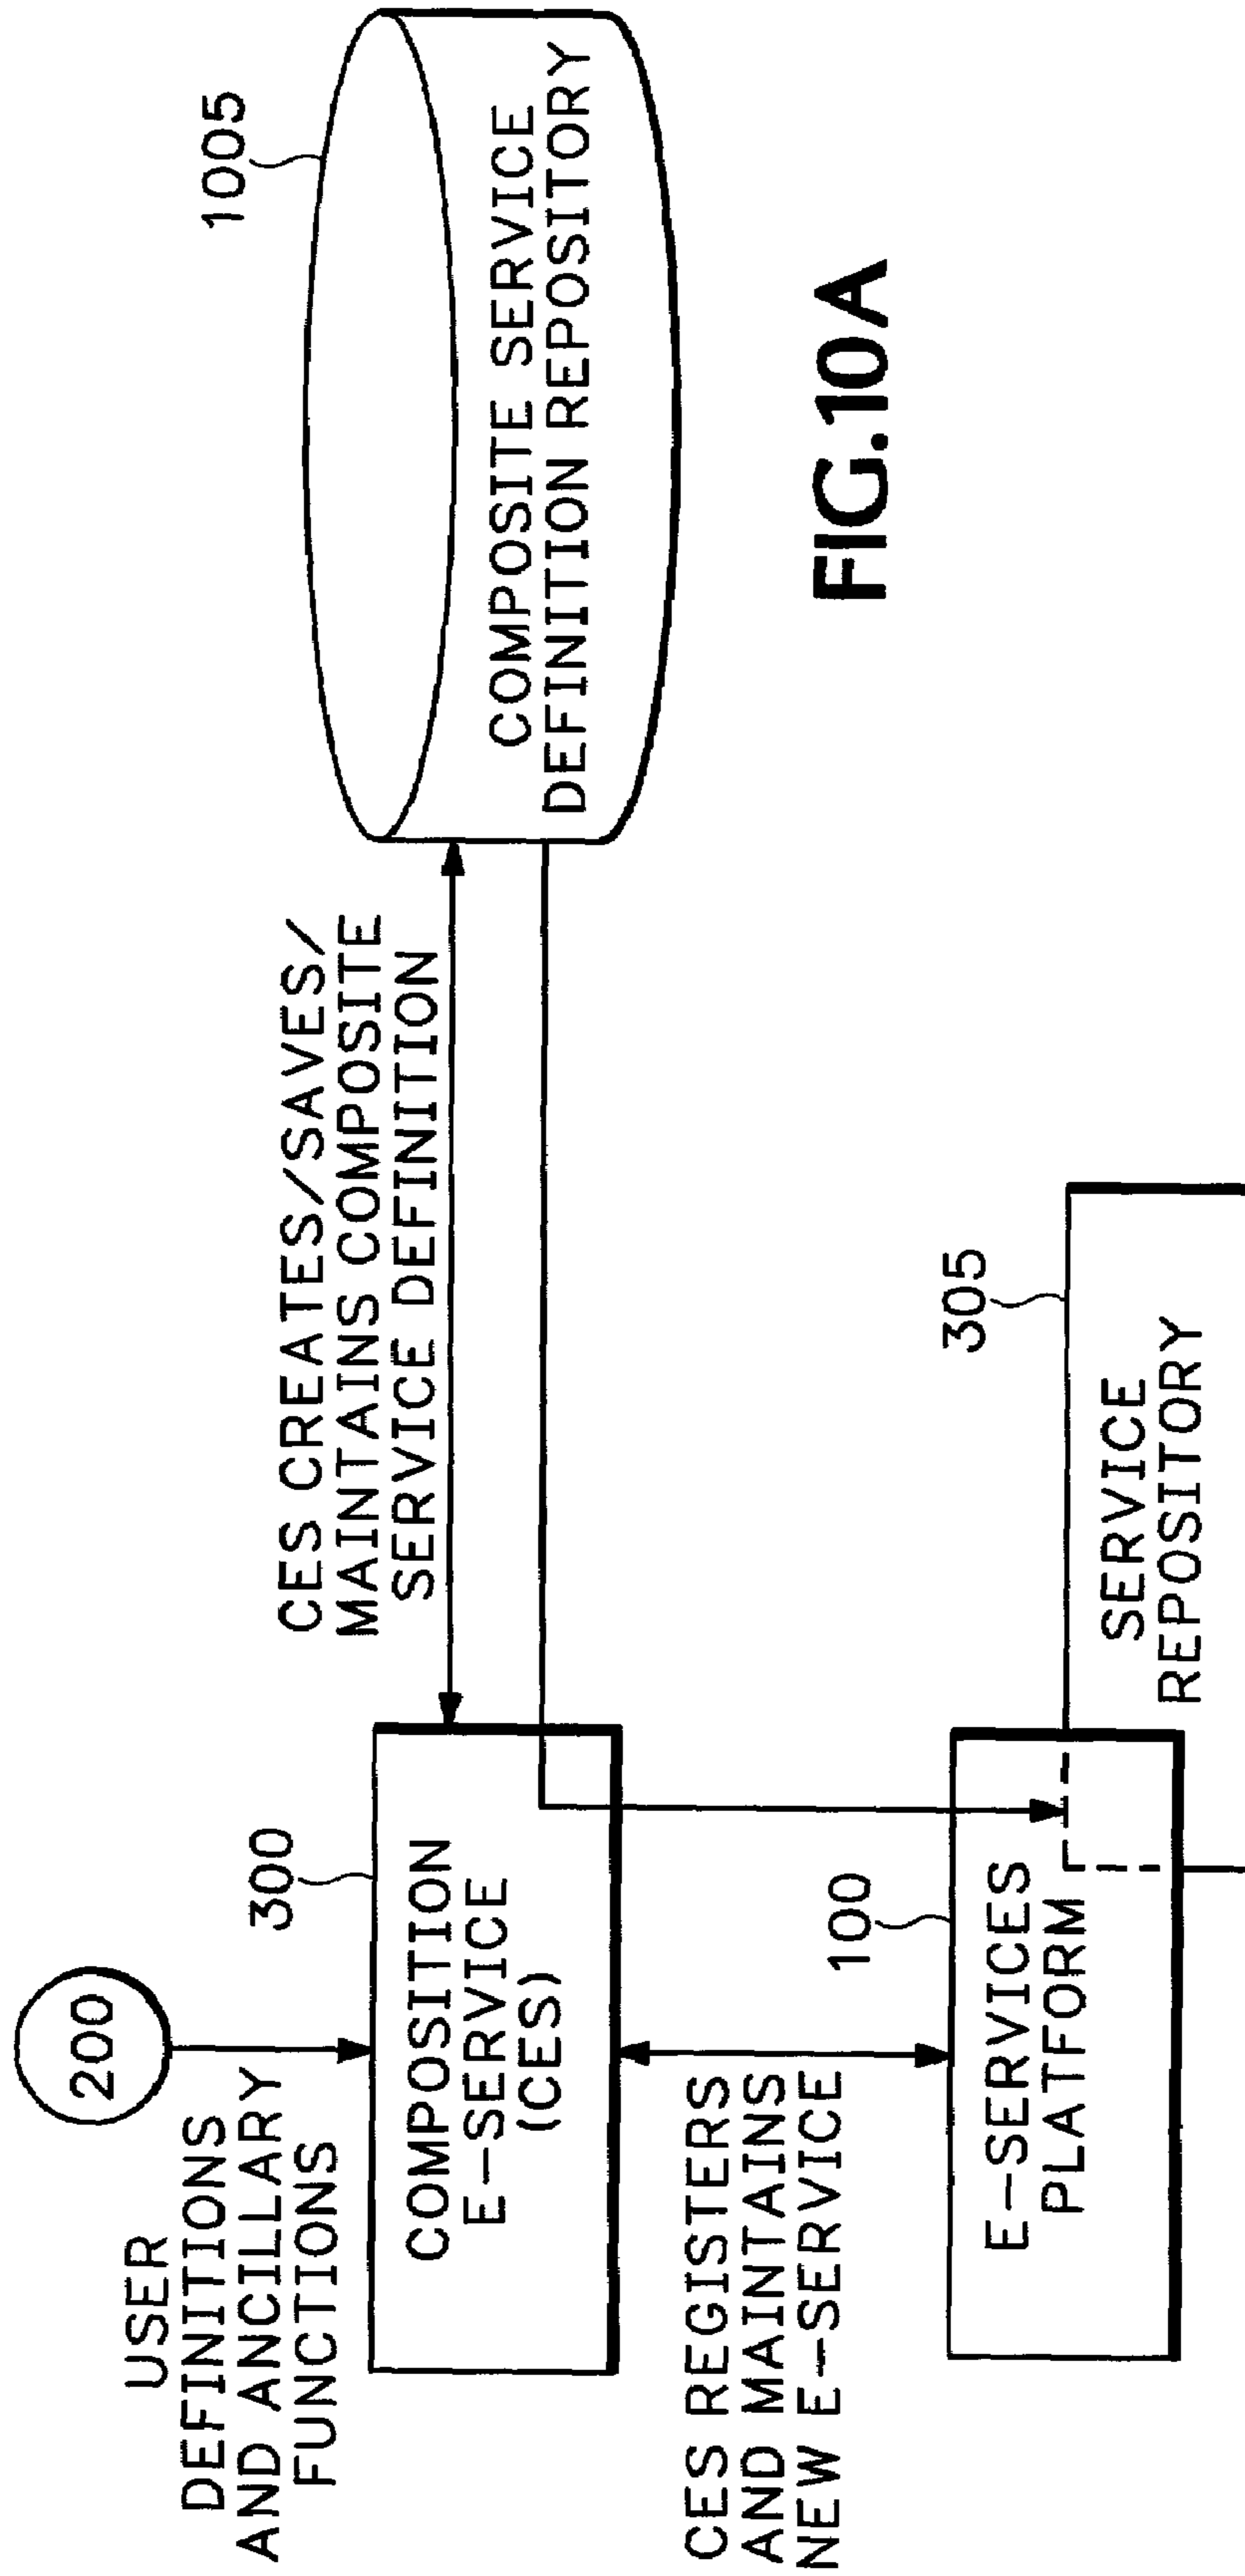 200
USER
DEFINITIONS
AND ANCILLARY
FUNCTIONS
300
COMPOSITION
E-SERVICE
(CES)
CES CREATES/SAVES/
MAINTAINS COMPOSITE
SERVICE DEFINITION
1005
COMPOSITE SERVICE
DEFINITION REPOSITORY
CES REGISTERS
AND MAINTAINS
NEW E-SERVICE
100
E-SERVICES
PLATFORM
305
SERVICE
REPOSITORY
FIG.10A